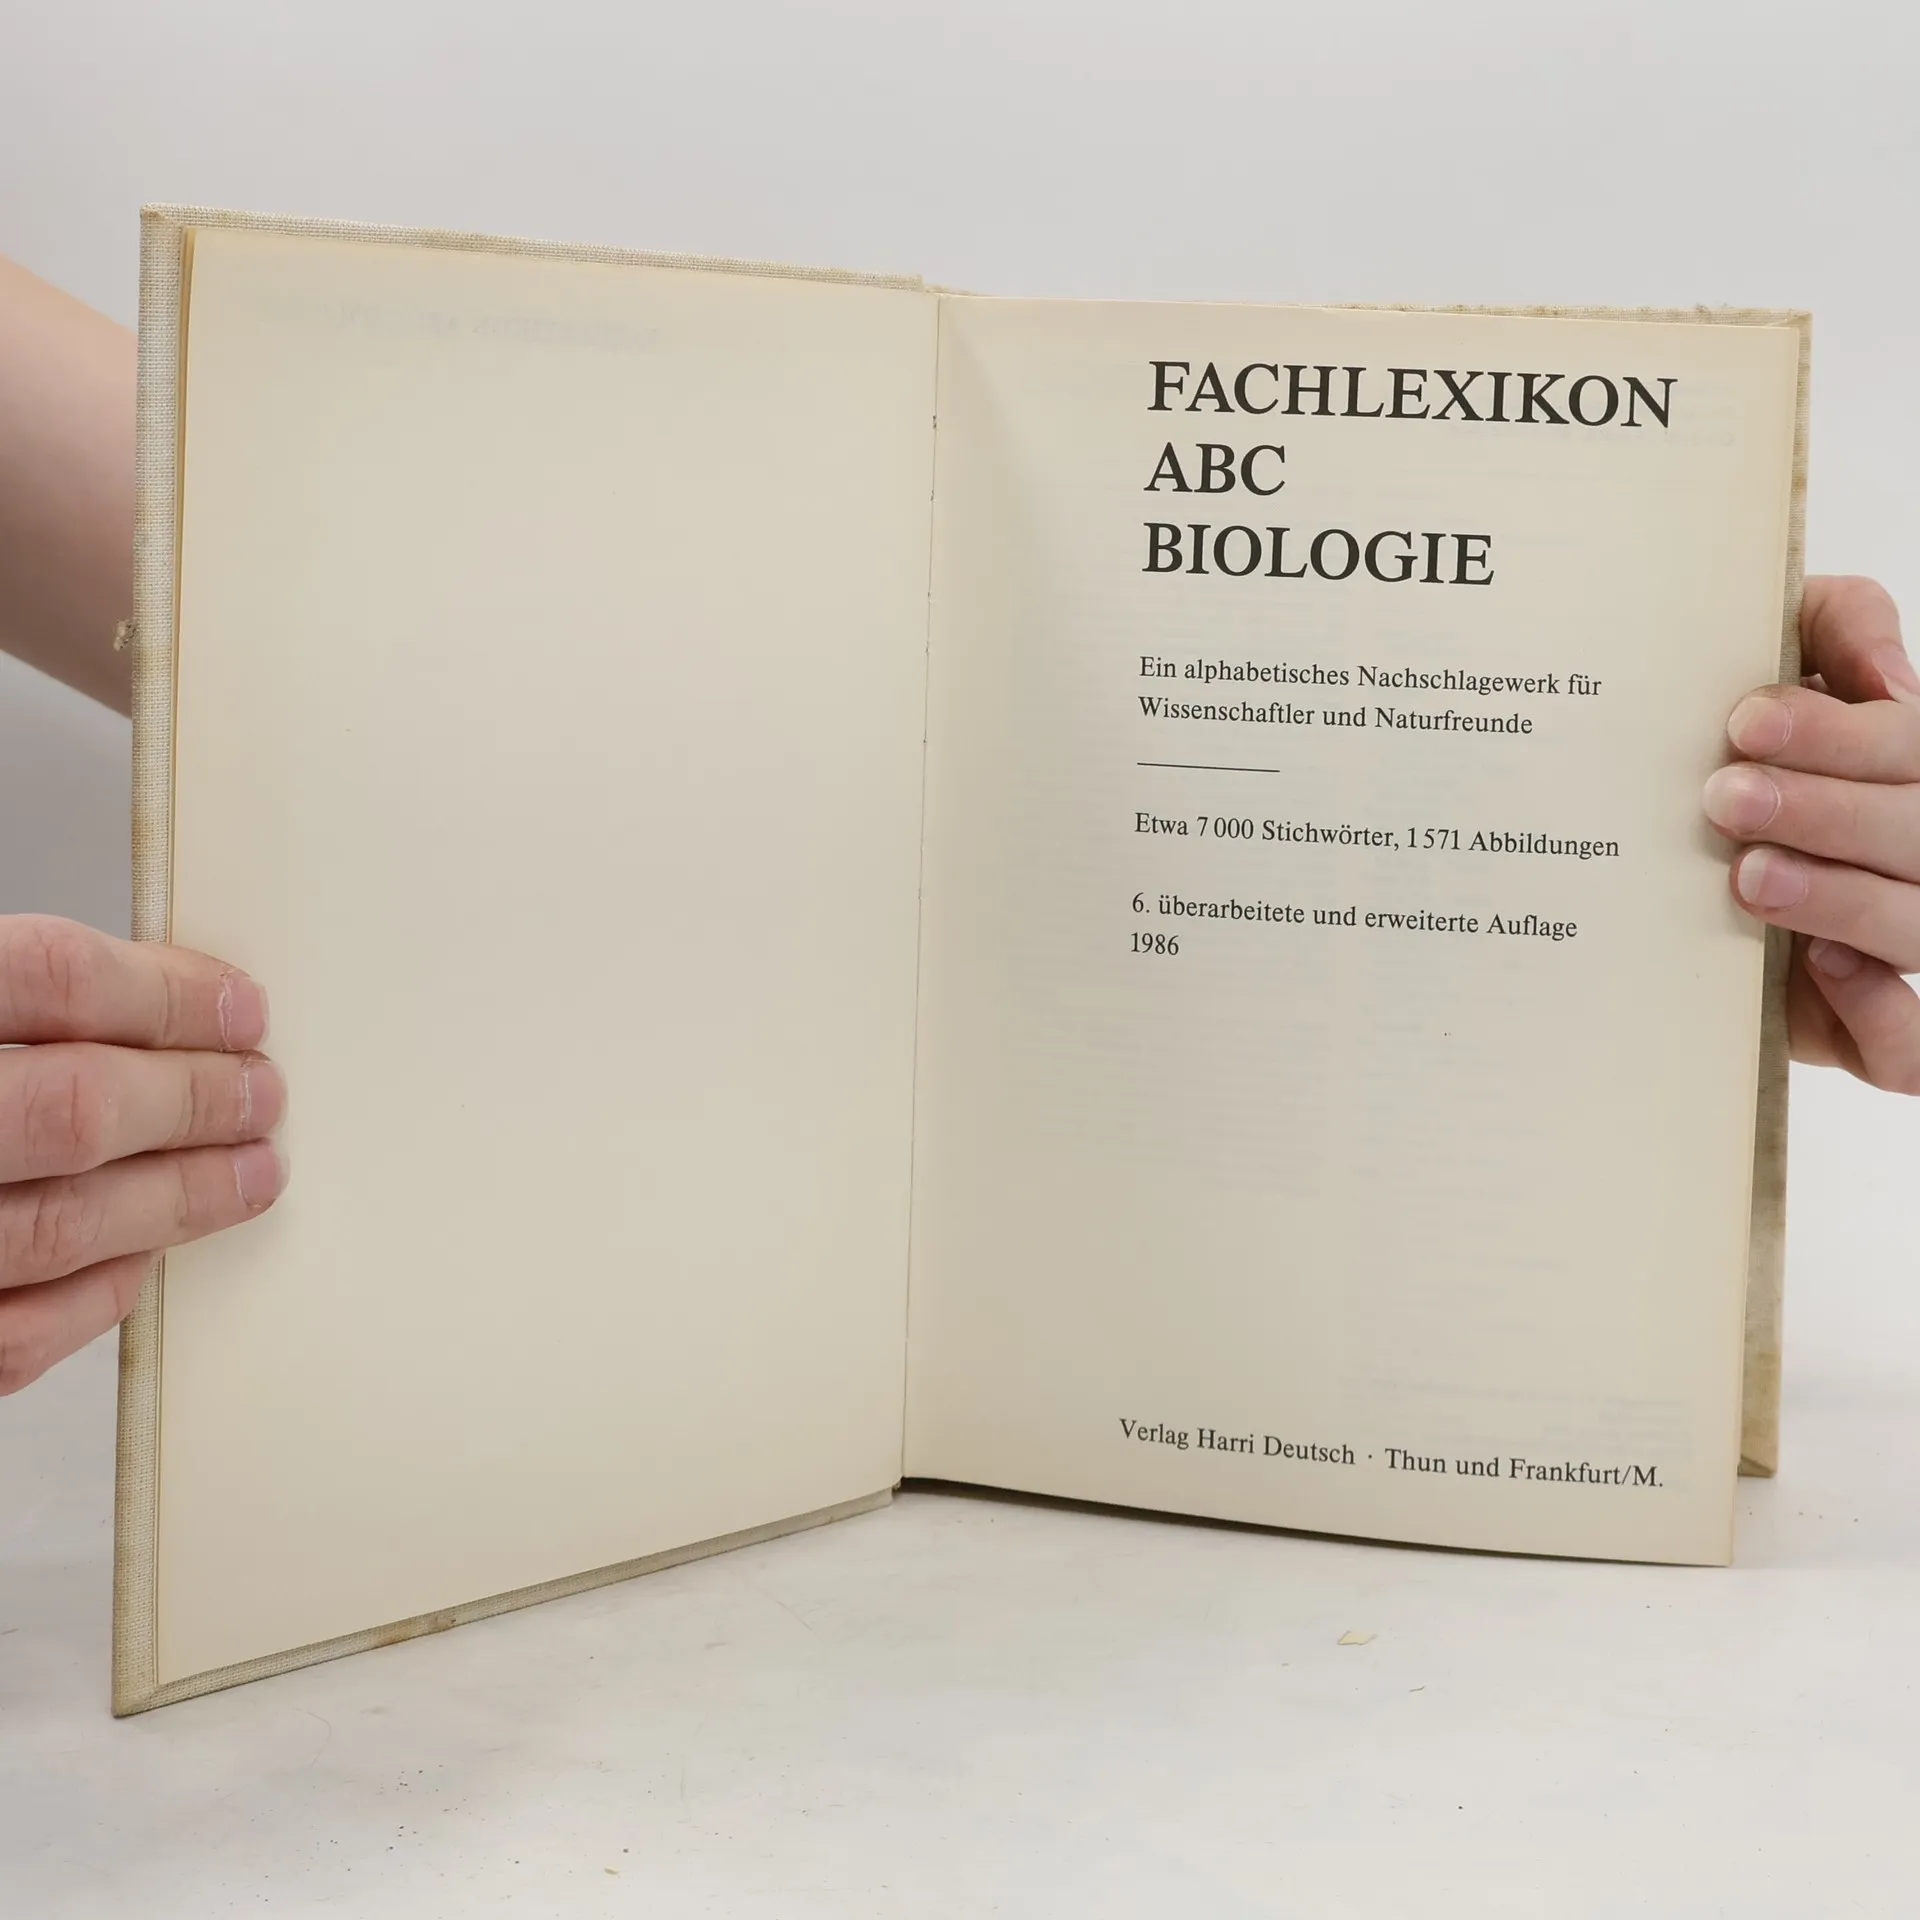 FACHLEXIKON
ABC
BIOLOGIE
Ein alphabetisches Nachschlagewerk für
Wissenschaftler und Naturfreunde
Etwa 7 000 Stichwörter, 1 571 Abbildungen
6. überarbeitete und erweiterte Auflage
1986
Verlag Harri Deutsch · Thun und Frankfurt/M.